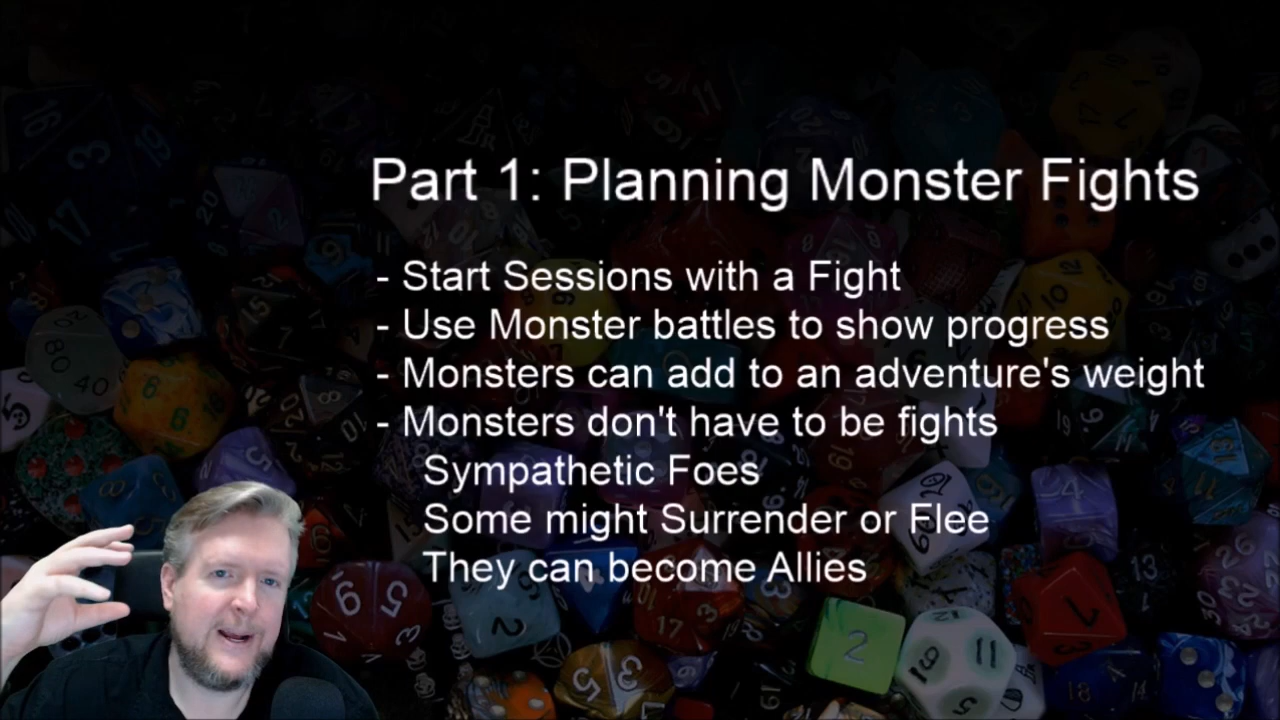 Part 1: Planning Monster Fights
- Start Sessions with a Fight
- Use Monster battles to show progress
- Monsters can add to an adventure's weight
- Monsters don't have to be fights
Sympathetic Foes
Some might Surrender or Flee
They can become Allies